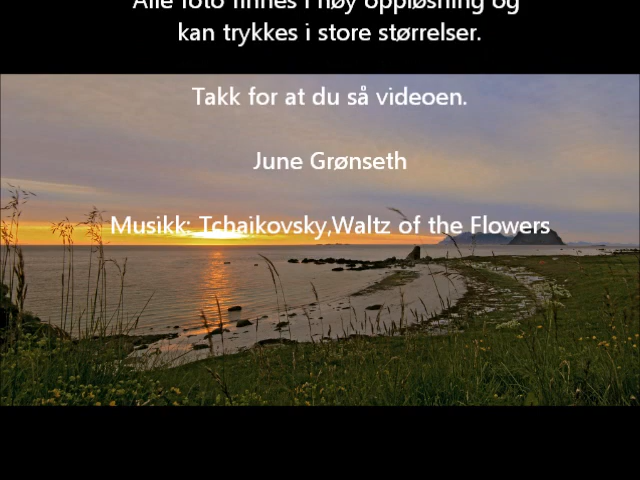 Alle foto finnes i høy oppløsning og
kan trykkes i store størrelser.
Takk for at du så videoen.
June Grønseth
Musikk: Tchaikovsky,Waltz of the Flowers